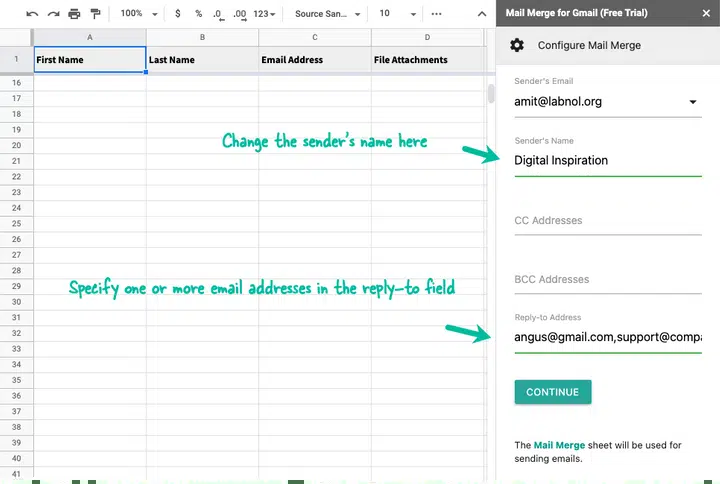 100%
$
%
.0
.00
123
Source San...
10
Mail Merge for Gmail (Free Trial)
Configure Mail Merge
A
B
C
D
1
First Name
Last Name
Email Address
File Attachments
16
17
18
19
20
21
22
23
24
25
26
27
28
29
30
31
32
33
34
35
36
37
38
39
40
41
Change the sender's name here
Specify one or more email addresses in the reply-to field
Sender's Email
amit@labnol.org
Sender's Name
Digital Inspiration
CC Addresses
BCC Addresses
Reply-to Address
angus@gmail.com,support@compa
CONTINUE
The Mail Merge sheet will be used for
sending emails.